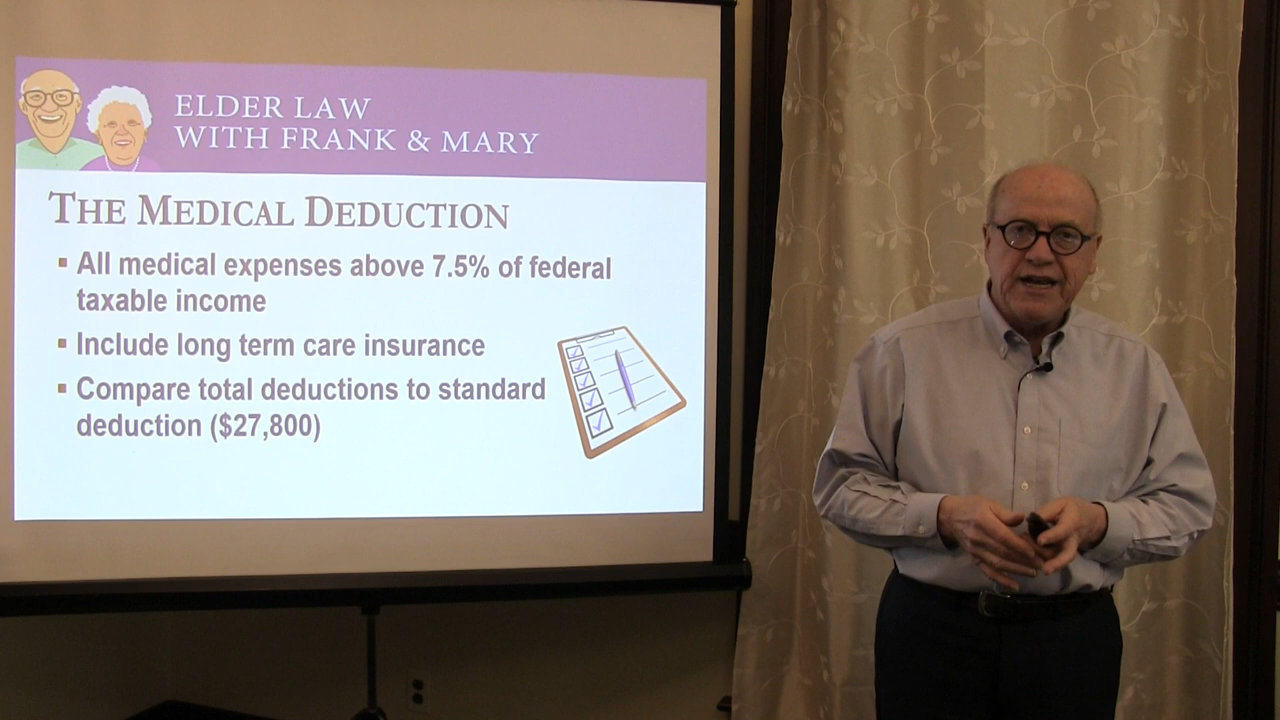 ELDER LAW
WITH FRANK & MARY
THE MEDICAL DEDUCTION
▪ All medical expenses above 7.5% of federal
taxable income
▪ Include long term care insurance
▪ Compare total deductions to standard
deduction ($27,800)